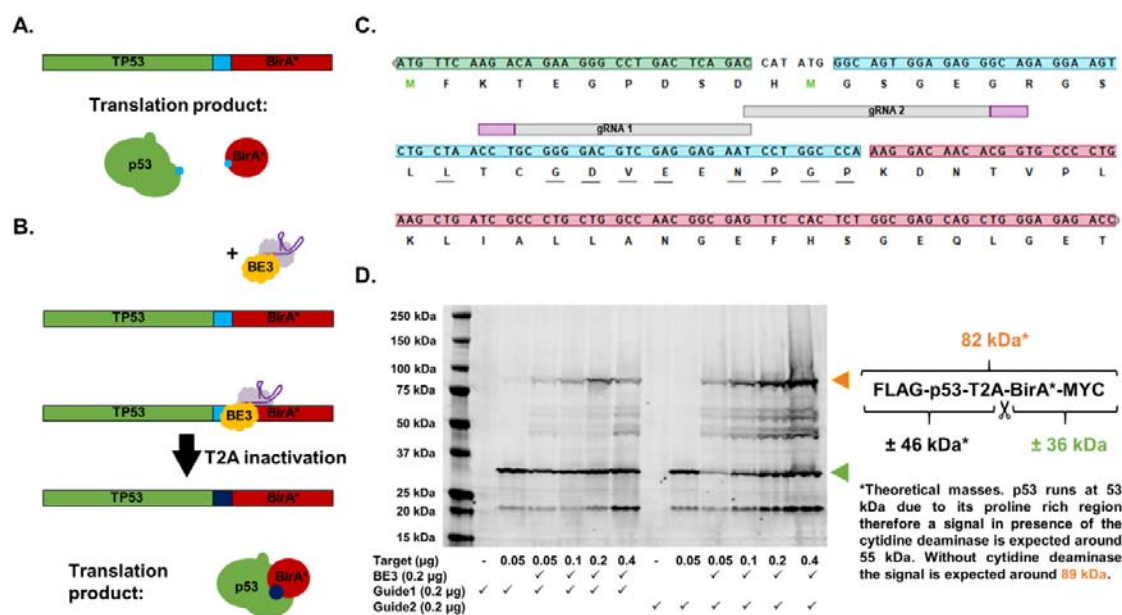 A.
TP53 BirA*
Translation product:
p53 BirA*
B.
+ BE3
TP53 BirA*
TP53 BirA*
BE3
T2A inactivation
TP53 BirA*
Translation product:
p53 BirA*
C.
ATG TTC AAG ACA GAA GGG CCT GAC TCA GAC CAT ATG GGC AGT GGA GAG GGC AGA GGA AGT
M F K T E G P D S D H M G S G E G R G S
gRNA 1
gRNA 2
CTG CTA ACC TGC GGG GAC GTC GAG GAG AAT CCT GGC CCA AAG GAC AAC ACG GTG CCC CTG
L L T C G D V E E N P G P K D N T V P L
AAG CTG ATC GCC CTG CTG GCC AAC GGC GAG TTC CAC TCT GGC GAG CAG CTG GGA GAG ACC
K L I A L L A N G E F H S G E Q L G E T
D.
250 kDa
150 kDa
100 kDa
75 kDa
50 kDa
37 kDa
25 kDa
20 kDa
15 kDa
Target (µg) - 0.05 0.05 0.1 0.2 0.4 - 0.05 0.05 0.1 0.2 0.4
BE3 (0.2 µg) ✓ ✓ ✓ ✓ ✓ ✓ ✓ ✓
Guide1 (0.2 µg) ✓ ✓ ✓ ✓ ✓ ✓
Guide2 (0.2 µg) ✓ ✓ ✓ ✓ ✓ ✓
82 kDa*
FLAG-p53-T2A-BirA*-MYC
± 46 kDa* ± 36 kDa
*Theoretical masses. p53 runs at 53
kDa due to its proline rich region
therefore a signal in presence of the
cytidine deaminase is expected around
55 kDa. Without cytidine deaminase
the signal is expected around 89 kDa.